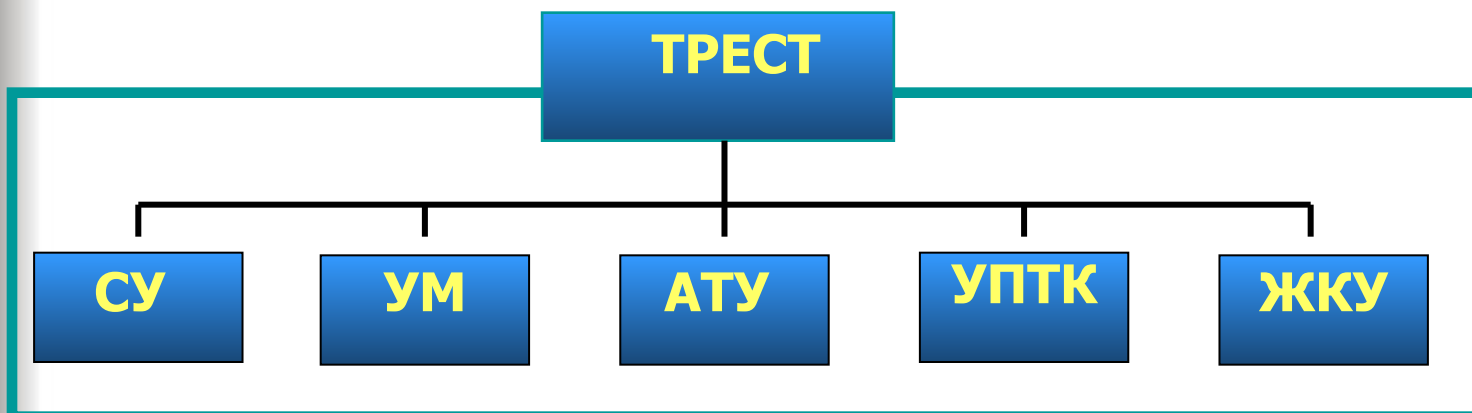 ТРЕСТ
СУ
УМ
АТУ
УПТК
ЖКУ